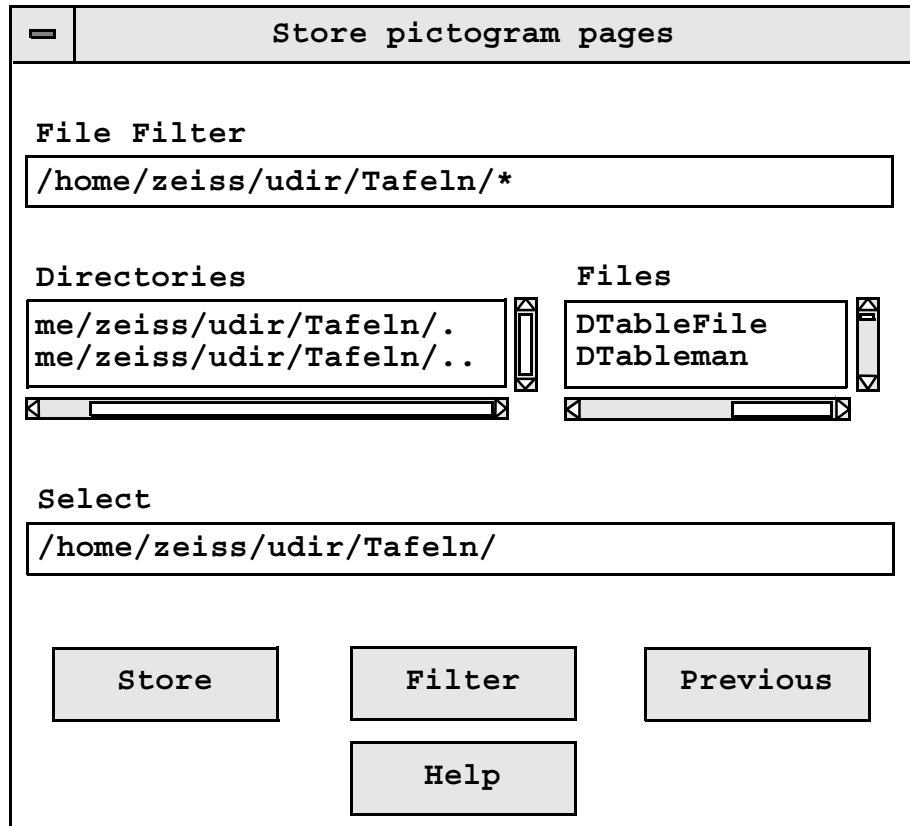 Store pictogram pages
File Filter
/home/zeiss/udir/Tafeln/*
Directories
me/zeiss/udir/Tafeln/.
me/zeiss/udir/Tafeln/..
Files
DTableFile
DTableman
Select
/home/zeiss/udir/Tafeln/
Store
Filter
Previous
Help